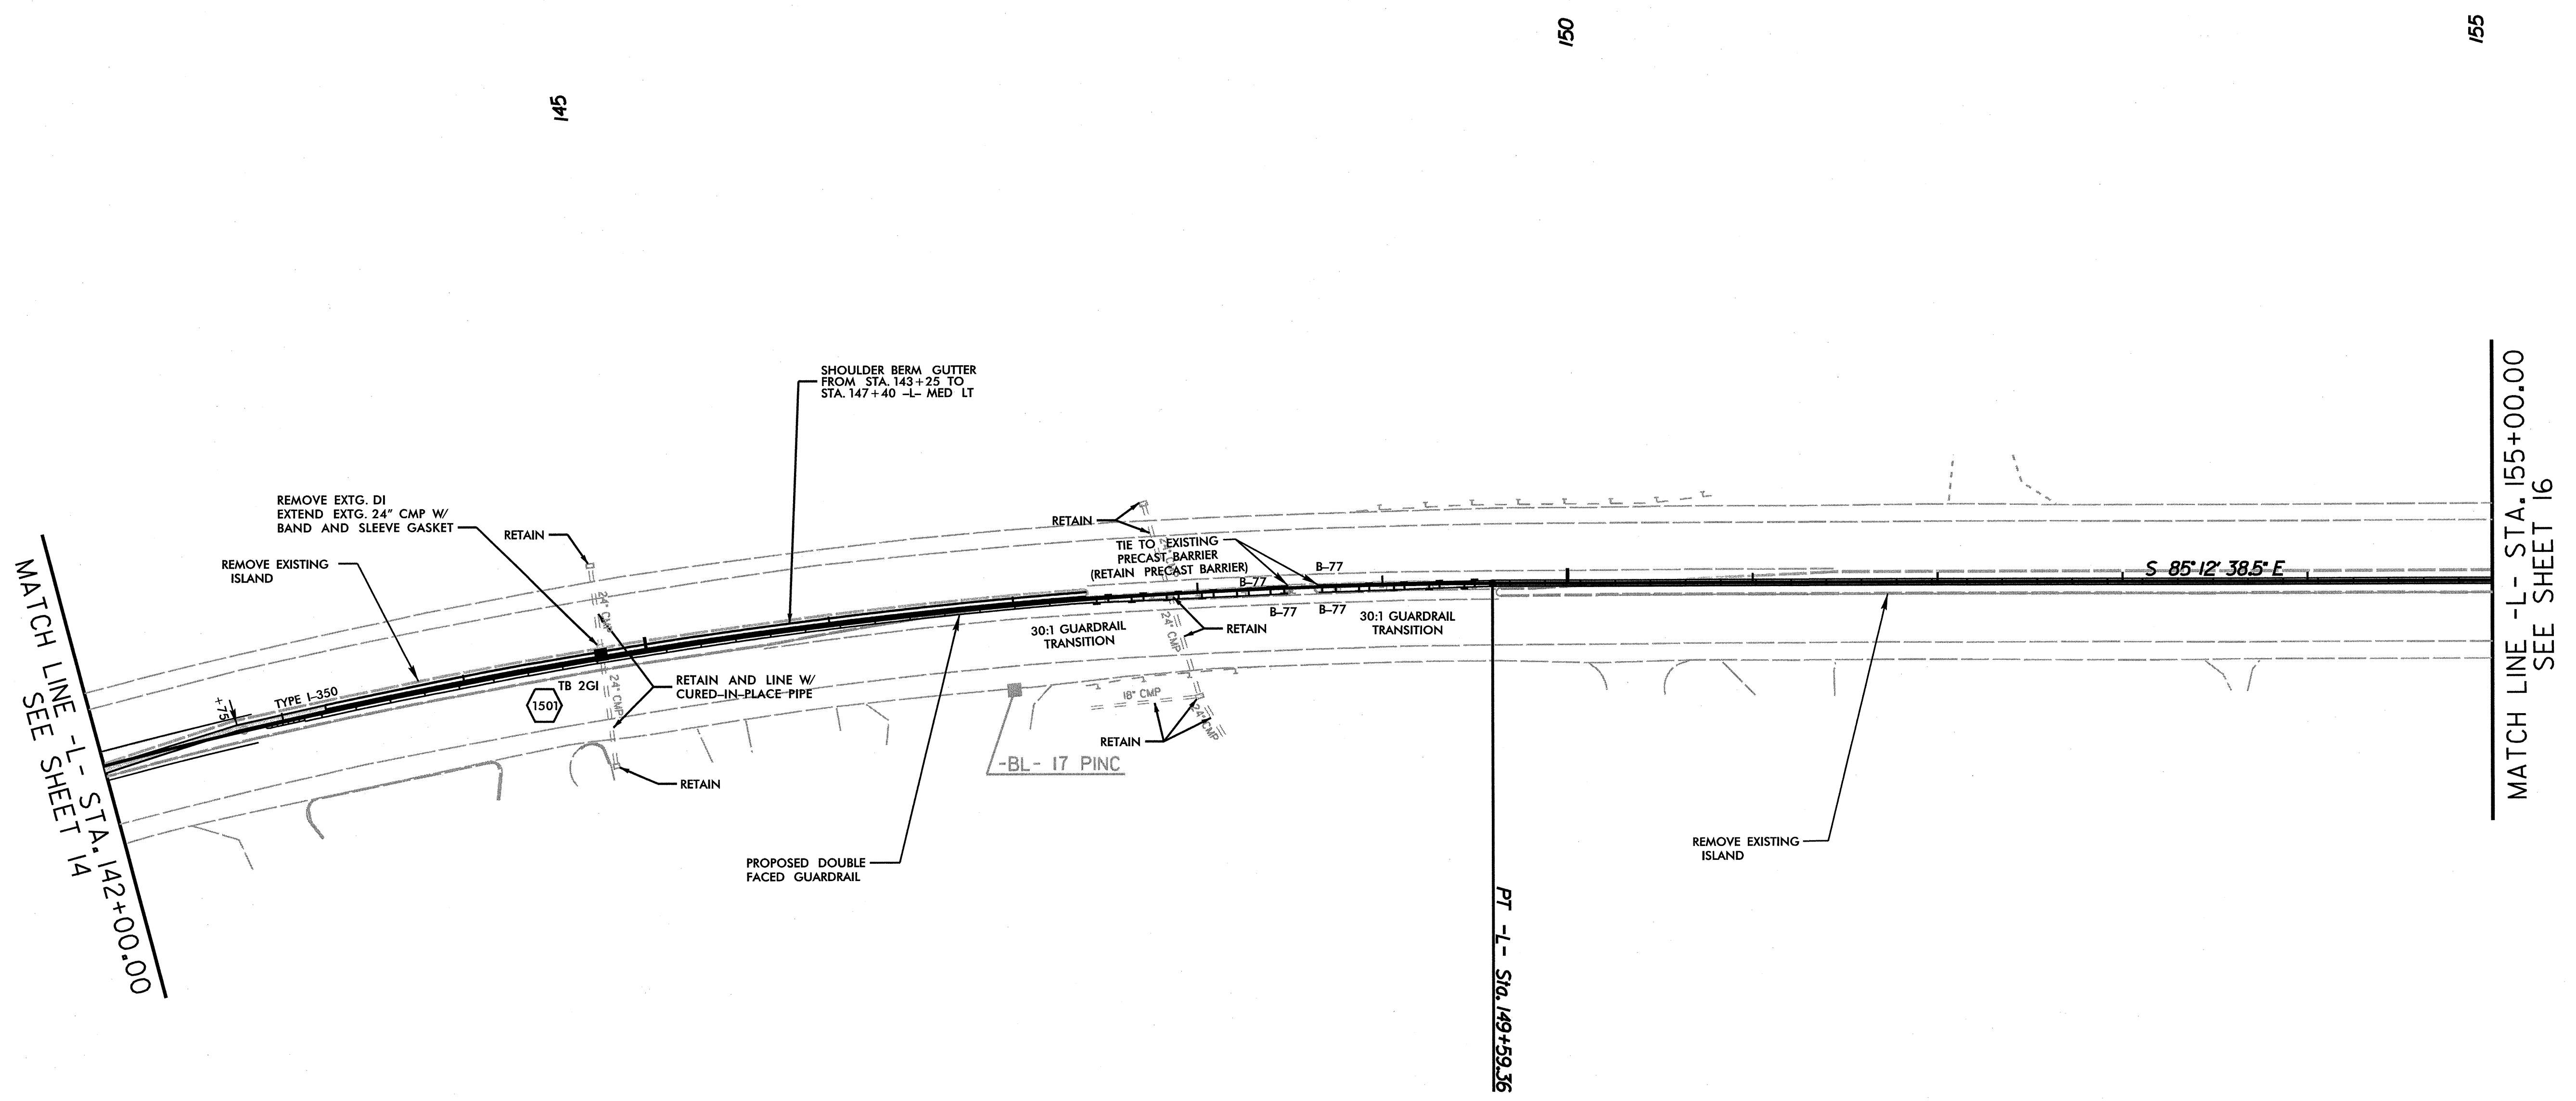 150
155
145
SHOULDER BERM GUTTER
FROM STA. 143+25 TO
STA. 147+40 -L- MED LT
REMOVE EXTG. DI
EXTEND EXTG. 24" CMP W/
BAND AND SLEEVE GASKET
RETAIN
REMOVE EXISTING
ISLAND
RETAIN
TIE TO EXISTING
PRECAST BARRIER
(RETAIN PRECAST BARRIER)
B-77
B-77
B-77
B-77
S 85° 12' 38.5" E
30:1 GUARDRAIL
TRANSITION
RETAIN
30:1 GUARDRAIL
TRANSITION
24" CMP
24" CMP
24" CMP
24" CMP
18" CMP
24" CMP
+75
TYPE I-350
TB 2GI
1501
RETAIN AND LINE W/
CURED-IN-PLACE PIPE
RETAIN
RETAIN
-BL- 17 PINC
PROPOSED DOUBLE
FACED GUARDRAIL
REMOVE EXISTING
ISLAND
PT -L- Sta. 149+59.36
MATCH LINE -L- STA. 142+00.00
SEE SHEET 14
MATCH LINE -L- STA. 155+00.00
SEE SHEET 16